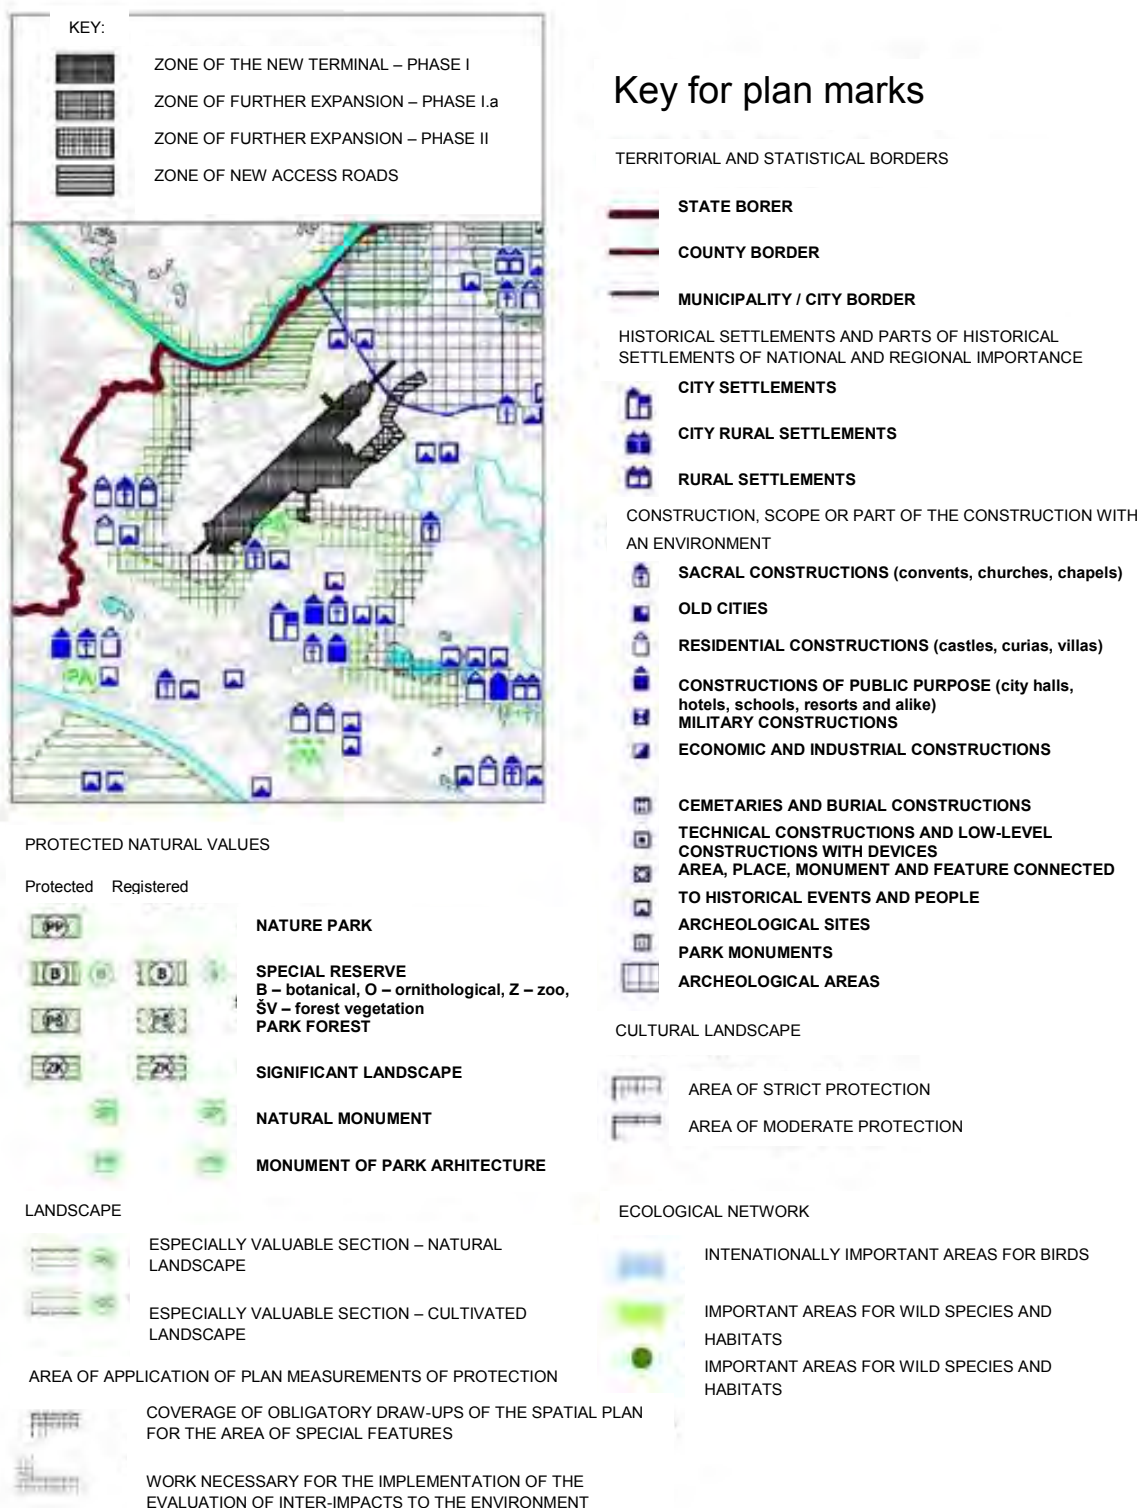 KEY:
ZONE OF THE NEW TERMINAL – PHASE I
ZONE OF FURTHER EXPANSION – PHASE I.a
ZONE OF FURTHER EXPANSION – PHASE II
ZONE OF NEW ACCESS ROADS
Key for plan marks
TERRITORIAL AND STATISTICAL BORDERS
STATE BORER
COUNTY BORDER
MUNICIPALITY / CITY BORDER
HISTORICAL SETTLEMENTS AND PARTS OF HISTORICAL
SETTLEMENTS OF NATIONAL AND REGIONAL IMPORTANCE
CITY SETTLEMENTS
CITY RURAL SETTLEMENTS
RURAL SETTLEMENTS
CONSTRUCTION, SCOPE OR PART OF THE CONSTRUCTION WITH
AN ENVIRONMENT
SACRAL CONSTRUCTIONS (convents, churches, chapels)
OLD CITIES
RESIDENTIAL CONSTRUCTIONS (castles, curias, villas)
CONSTRUCTIONS OF PUBLIC PURPOSE (city halls,
hotels, schools, resorts and alike)
MILITARY CONSTRUCTIONS
ECONOMIC AND INDUSTRIAL CONSTRUCTIONS
CEMETARIES AND BURIAL CONSTRUCTIONS
TECHNICAL CONSTRUCTIONS AND LOW-LEVEL
CONSTRUCTIONS WITH DEVICES
AREA, PLACE, MONUMENT AND FEATURE CONNECTED
TO HISTORICAL EVENTS AND PEOPLE
ARCHEOLOGICAL SITES
PARK MONUMENTS
ARCHEOLOGICAL AREAS
CULTURAL LANDSCAPE
AREA OF STRICT PROTECTION
AREA OF MODERATE PROTECTION
ECOLOGICAL NETWORK
INTENATIONALLY IMPORTANT AREAS FOR BIRDS
IMPORTANT AREAS FOR WILD SPECIES AND
HABITATS
IMPORTANT AREAS FOR WILD SPECIES AND
HABITATS
PROTECTED NATURAL VALUES
Protected Registered
PP NATURE PARK
B B SPECIAL RESERVE
B – botanical, O – ornithological, Z – zoo,
ŠV – forest vegetation
PŠ PŠ PARK FOREST
ZK ZK SIGNIFICANT LANDSCAPE
NATURAL MONUMENT
MONUMENT OF PARK ARHITECTURE
LANDSCAPE
ESPECIALLY VALUABLE SECTION – NATURAL
LANDSCAPE
ESPECIALLY VALUABLE SECTION – CULTIVATED
LANDSCAPE
AREA OF APPLICATION OF PLAN MEASUREMENTS OF PROTECTION
COVERAGE OF OBLIGATORY DRAW-UPS OF THE SPATIAL PLAN
FOR THE AREA OF SPECIAL FEATURES
WORK NECESSARY FOR THE IMPLEMENTATION OF THE
EVALUATION OF INTER-IMPACTS TO THE ENVIRONMENT